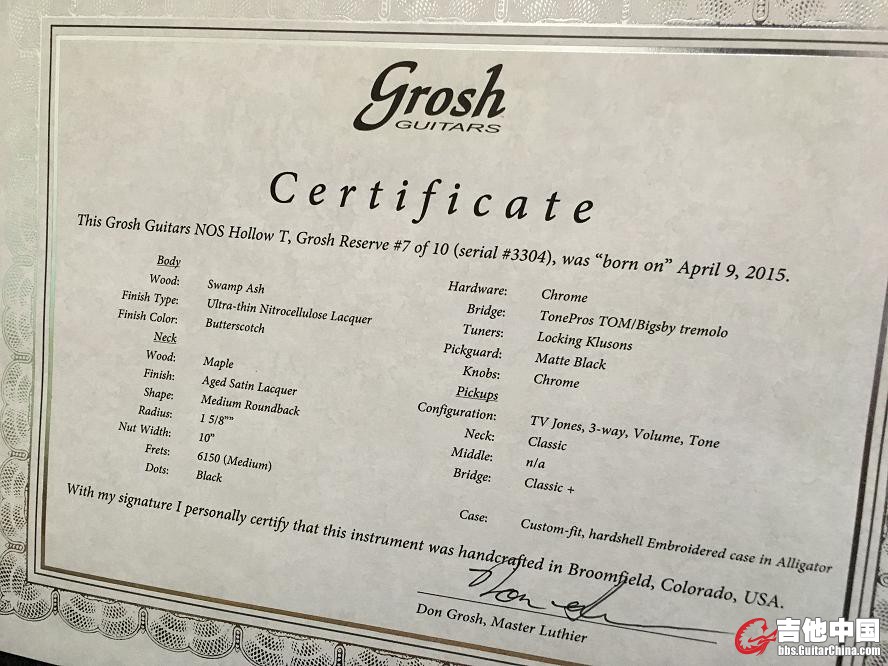 Grosh
GUITARS
Certificate
This Grosh Guitars NOS Hollow T, Grosh Reserve #7 of 10 (serial #3304), was “born on” April 9, 2015.
Body
Wood: Swamp Ash
Finish Type: Ultra-thin Nitrocellulose Lacquer
Finish Color: Butterscotch
Neck
Wood: Maple
Finish: Aged Satin Lacquer
Shape: Medium Roundback
Radius: 1 5/8””
Nut Width: 10”
Frets: 6150 (Medium)
Dots: Black
Hardware: Chrome
Bridge: TonePros TOM/Bigsby tremolo
Tuners: Locking Klusons
Pickguard: Matte Black
Knobs: Chrome
Pickups
Configuration: TV Jones, 3-way, Volume, Tone
Neck: Classic
Middle: n/a
Bridge: Classic +
Case: Custom-fit, hardshell Embroidered case in Alligator
With my signature I personally certify that this instrument was handcrafted in Broomfield, Colorado, USA.
Don Grosh, Master Luthier
吉他中国
bbs.GuitarChina.com